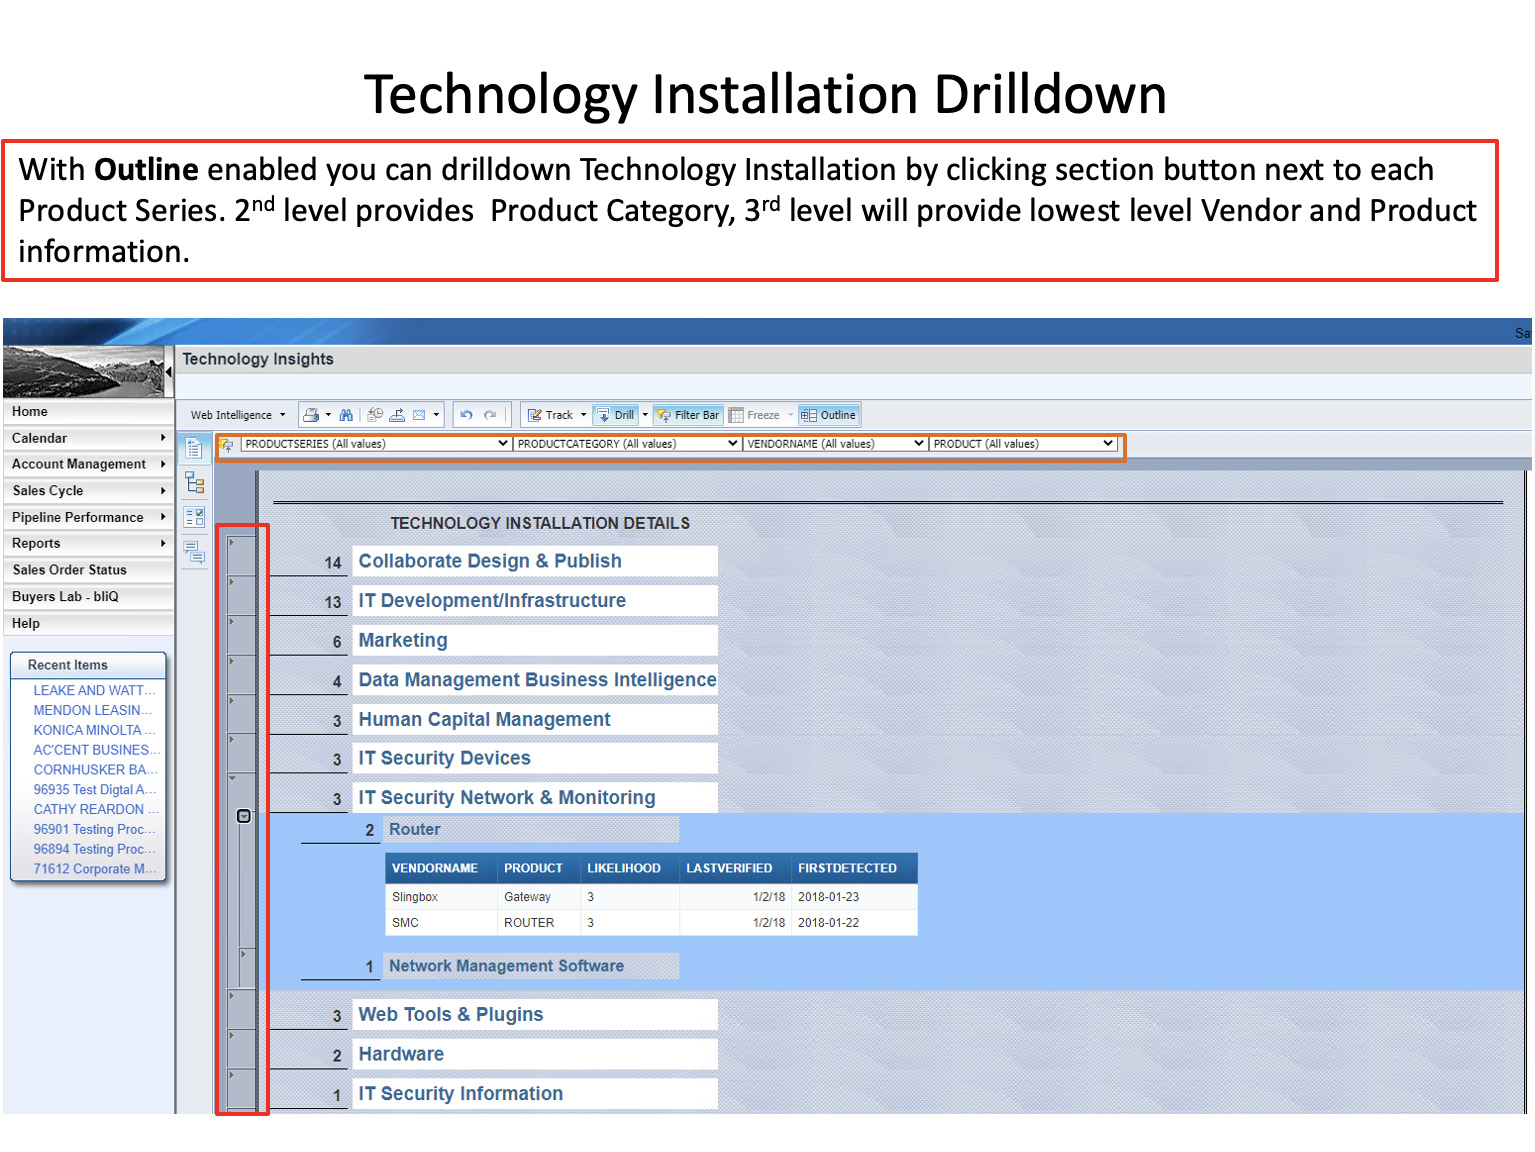 Technology Installation Drilldown
With Outline enabled you can drilldown Technology Installation by clicking section button next to each
Product Series. 2nd level provides  Product Category, 3rd level will provide lowest level Vendor and Product
information.
Technology Insights
Home
Calendar
Account Management
Sales Cycle
Pipeline Performance
Reports
Sales Order Status
Buyers Lab - bliQ
Help
Recent Items
LEAKE AND WATT...
MENDON LEASIN...
KONICA MINOLTA ...
AC'CENT BUSINES...
CORNHUSKER BA...
96935 Test Digtal A...
CATHY REARDON ...
96901 Testing Proc...
96894 Testing Proc...
71612 Corporate M...
Web Intelligence Track Drill Filter Bar Freeze Outline
PRODUCTSERIES (All values) PRODUCTCATEGORY (All values) VENDORNAME (All values) PRODUCT (All values)
TECHNOLOGY INSTALLATION DETAILS
14 Collaborate Design & Publish
13 IT Development/Infrastructure
6 Marketing
4 Data Management Business Intelligence
3 Human Capital Management
3 IT Security Devices
3 IT Security Network & Monitoring
2 Router
VENDORNAME PRODUCT LIKELIHOOD LASTVERIFIED FIRSTDETECTED
Slingbox Gateway 3 1/2/18 2018-01-23
SMC ROUTER 3 1/2/18 2018-01-22
1 Network Management Software
3 Web Tools & Plugins
2 Hardware
1 IT Security Information